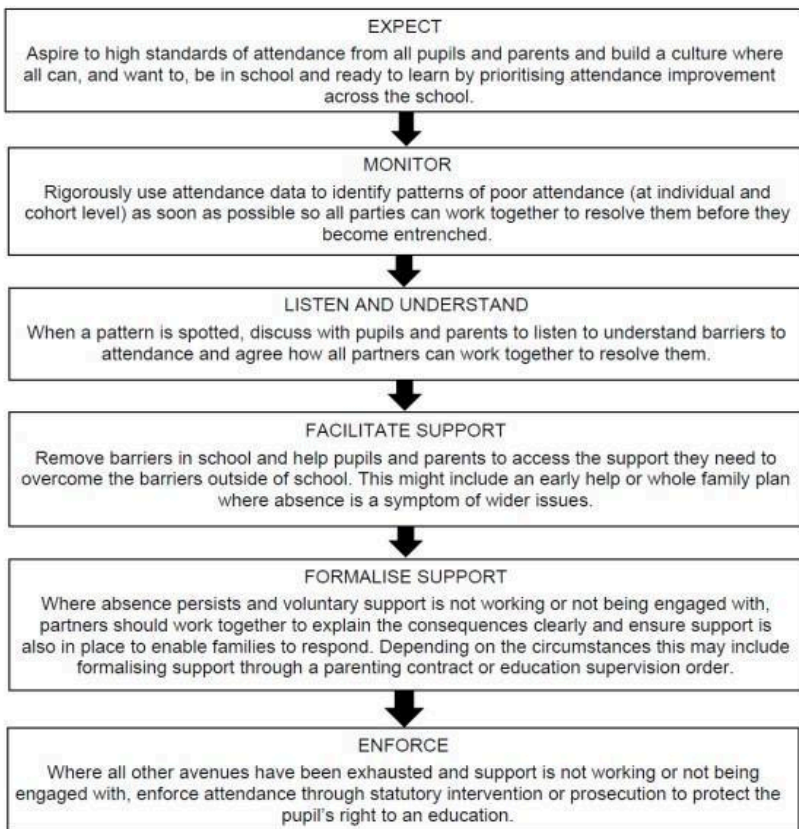 EXPECT
Aspire to high standards of attendance from all pupils and parents and build a culture where
all can, and want to, be in school and ready to learn by prioritising attendance improvement
across the school.
MONITOR
Rigorously use attendance data to identify patterns of poor attendance (at individual and
cohort level) as soon as possible so all parties can work together to resolve them before they
become entrenched.
LISTEN AND UNDERSTAND
When a pattern is spotted, discuss with pupils and parents to listen to understand barriers to
attendance and agree how all partners can work together to resolve them.
FACILITATE SUPPORT
Remove barriers in school and help pupils and parents to access the support they need to
overcome the barriers outside of school. This might include an early help or whole family plan
where absence is a symptom of wider issues.
FORMALISE SUPPORT
Where absence persists and voluntary support is not working or not being engaged with,
partners should work together to explain the consequences clearly and ensure support is
also in place to enable families to respond. Depending on the circumstances this may include
formalising support through a parenting contract or education supervision order.
ENFORCE
Where all other avenues have been exhausted and support is not working or not being
engaged with, enforce attendance through statutory intervention or prosecution to protect the
pupil's right to an education.